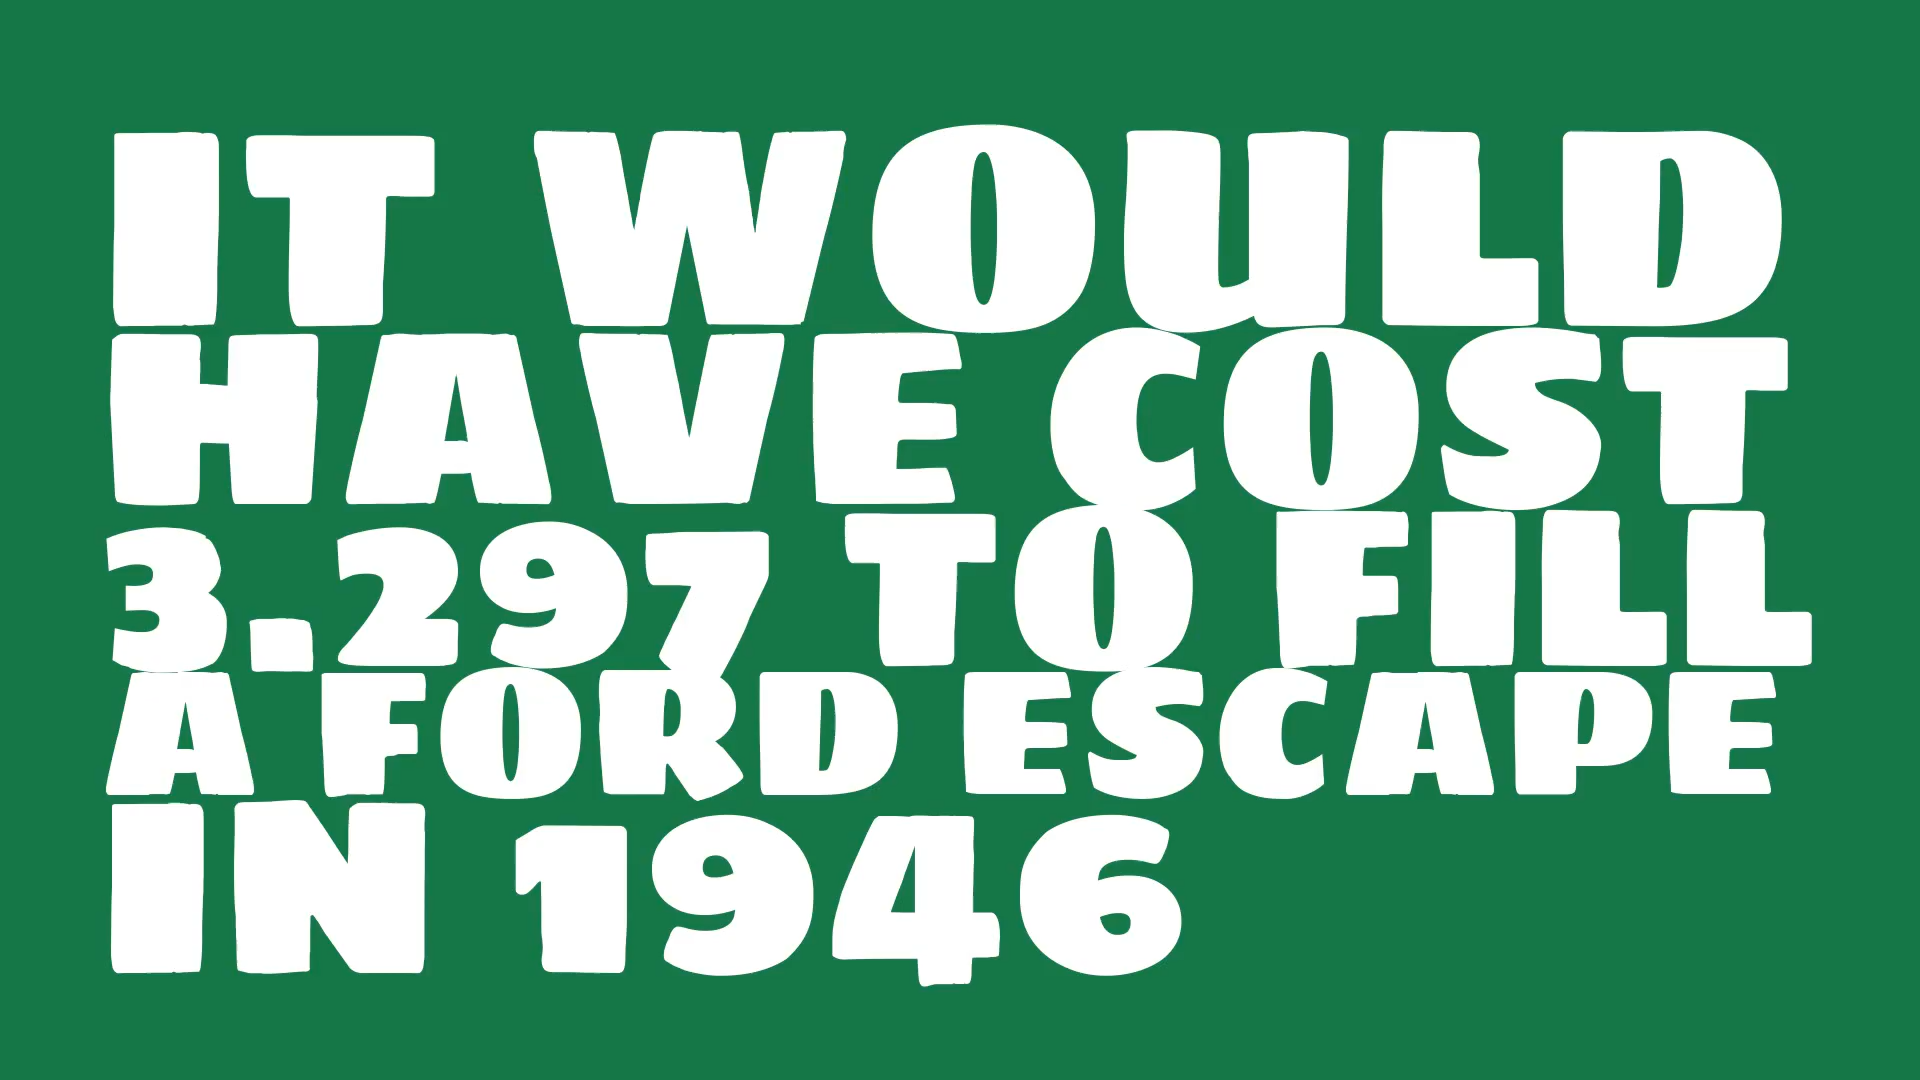 IT WOULD
HAVE COST
3.297 TO FILL
A FORD ESCAPE
IN 1946